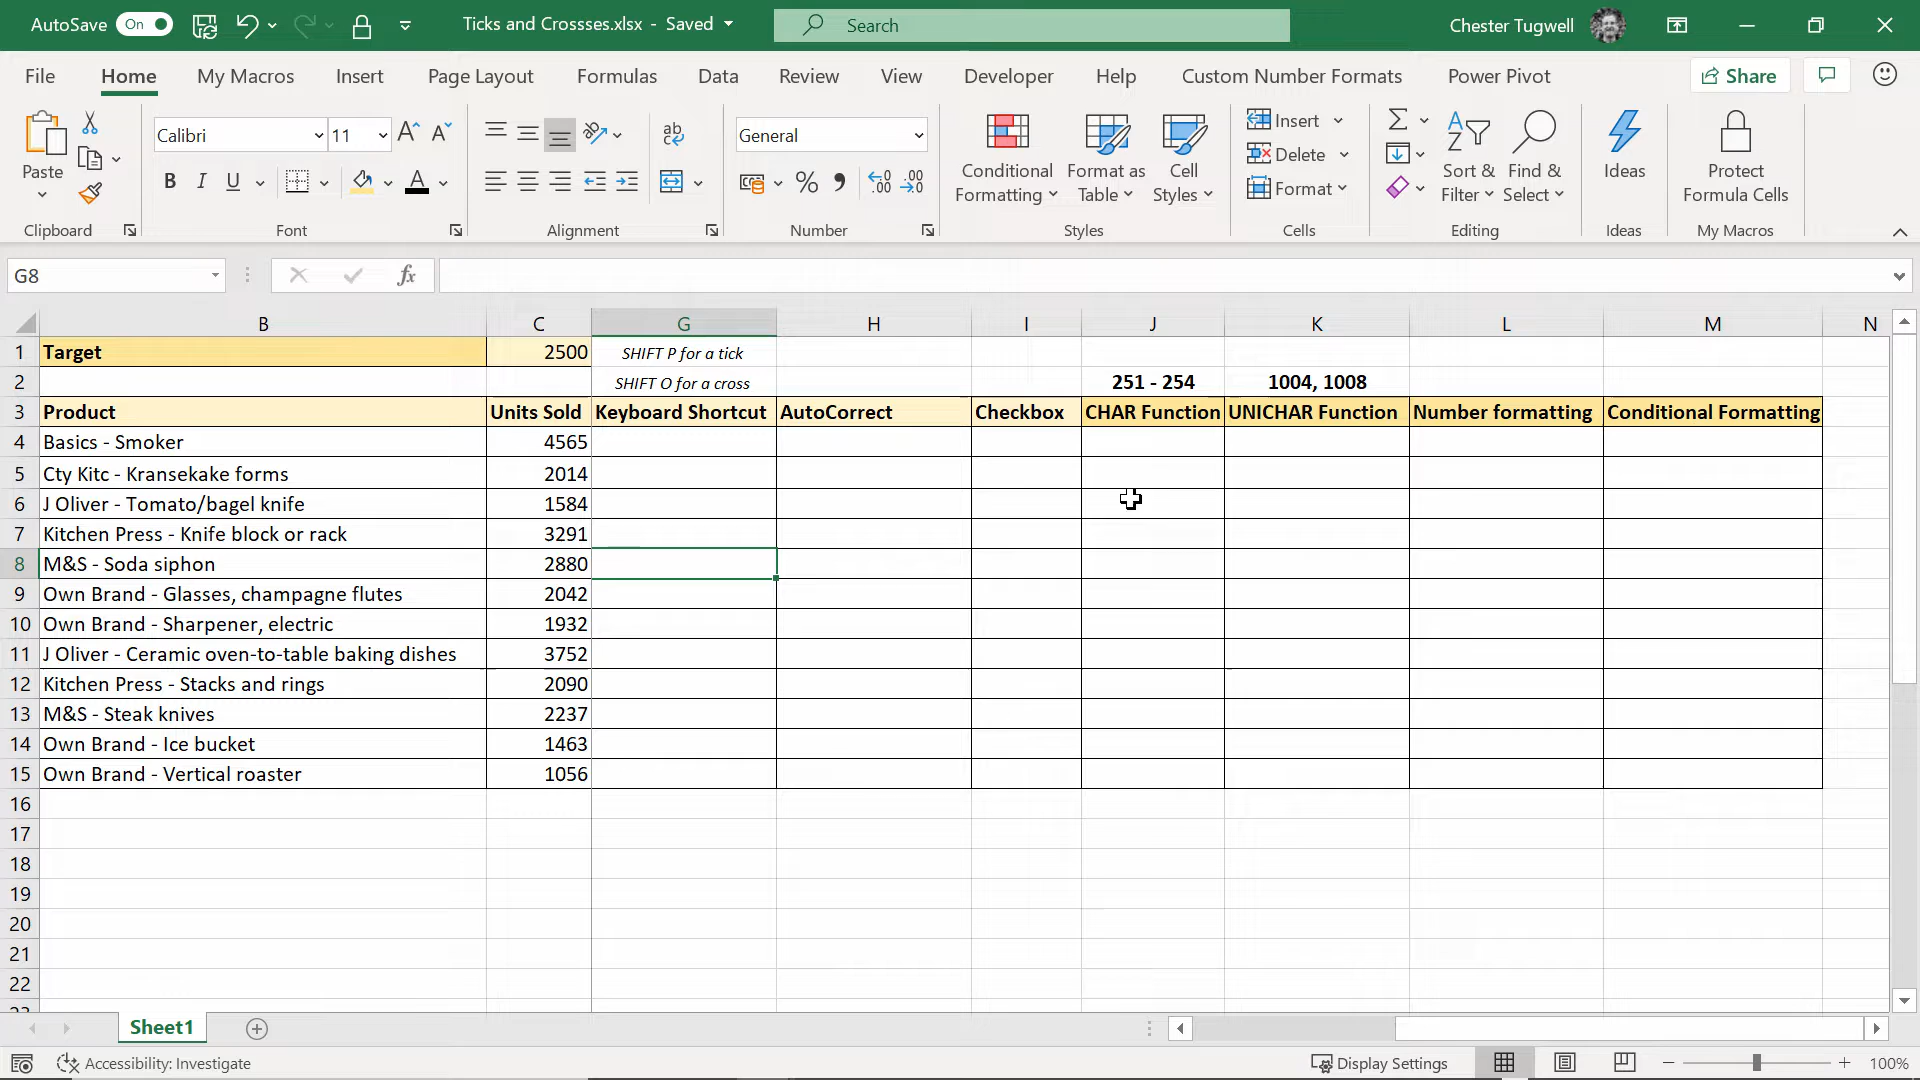 AutoSave On Ticks and Crossses.xlsx - Saved Search Chester Tugwell
File Home My Macros Insert Page Layout Formulas Data Review View Developer Help Custom Number Formats Power Pivot Share
Paste Calibri 11 General Conditional Formatting Format as Table Cell Styles Insert Delete Format Sort & Filter Find & Select Ideas Protect Formula Cells
Clipboard Font Alignment Number Styles Cells Editing Ideas My Macros
G8 fx
B C G H I J K L M N
1 Target 2500 SHIFT P for a tick
2 SHIFT O for a cross 251 - 254 1004, 1008
3 Product Units Sold Keyboard Shortcut AutoCorrect Checkbox CHAR Function UNICHAR Function Number formatting Conditional Formatting
4 Basics - Smoker 4565
5 Cty Kitc - Kransekake forms 2014
6 J Oliver - Tomato/bagel knife 1584
7 Kitchen Press - Knife block or rack 3291
8 M&S - Soda siphon 2880
9 Own Brand - Glasses, champagne flutes 2042
10 Own Brand - Sharpener, electric 1932
11 J Oliver - Ceramic oven-to-table baking dishes 3752
12 Kitchen Press - Stacks and rings 2090
13 M&S - Steak knives 2237
14 Own Brand - Ice bucket 1463
15 Own Brand - Vertical roaster 1056
16
17
18
19
20
21
22
23
Sheet1
Accessibility: Investigate Display Settings 100%